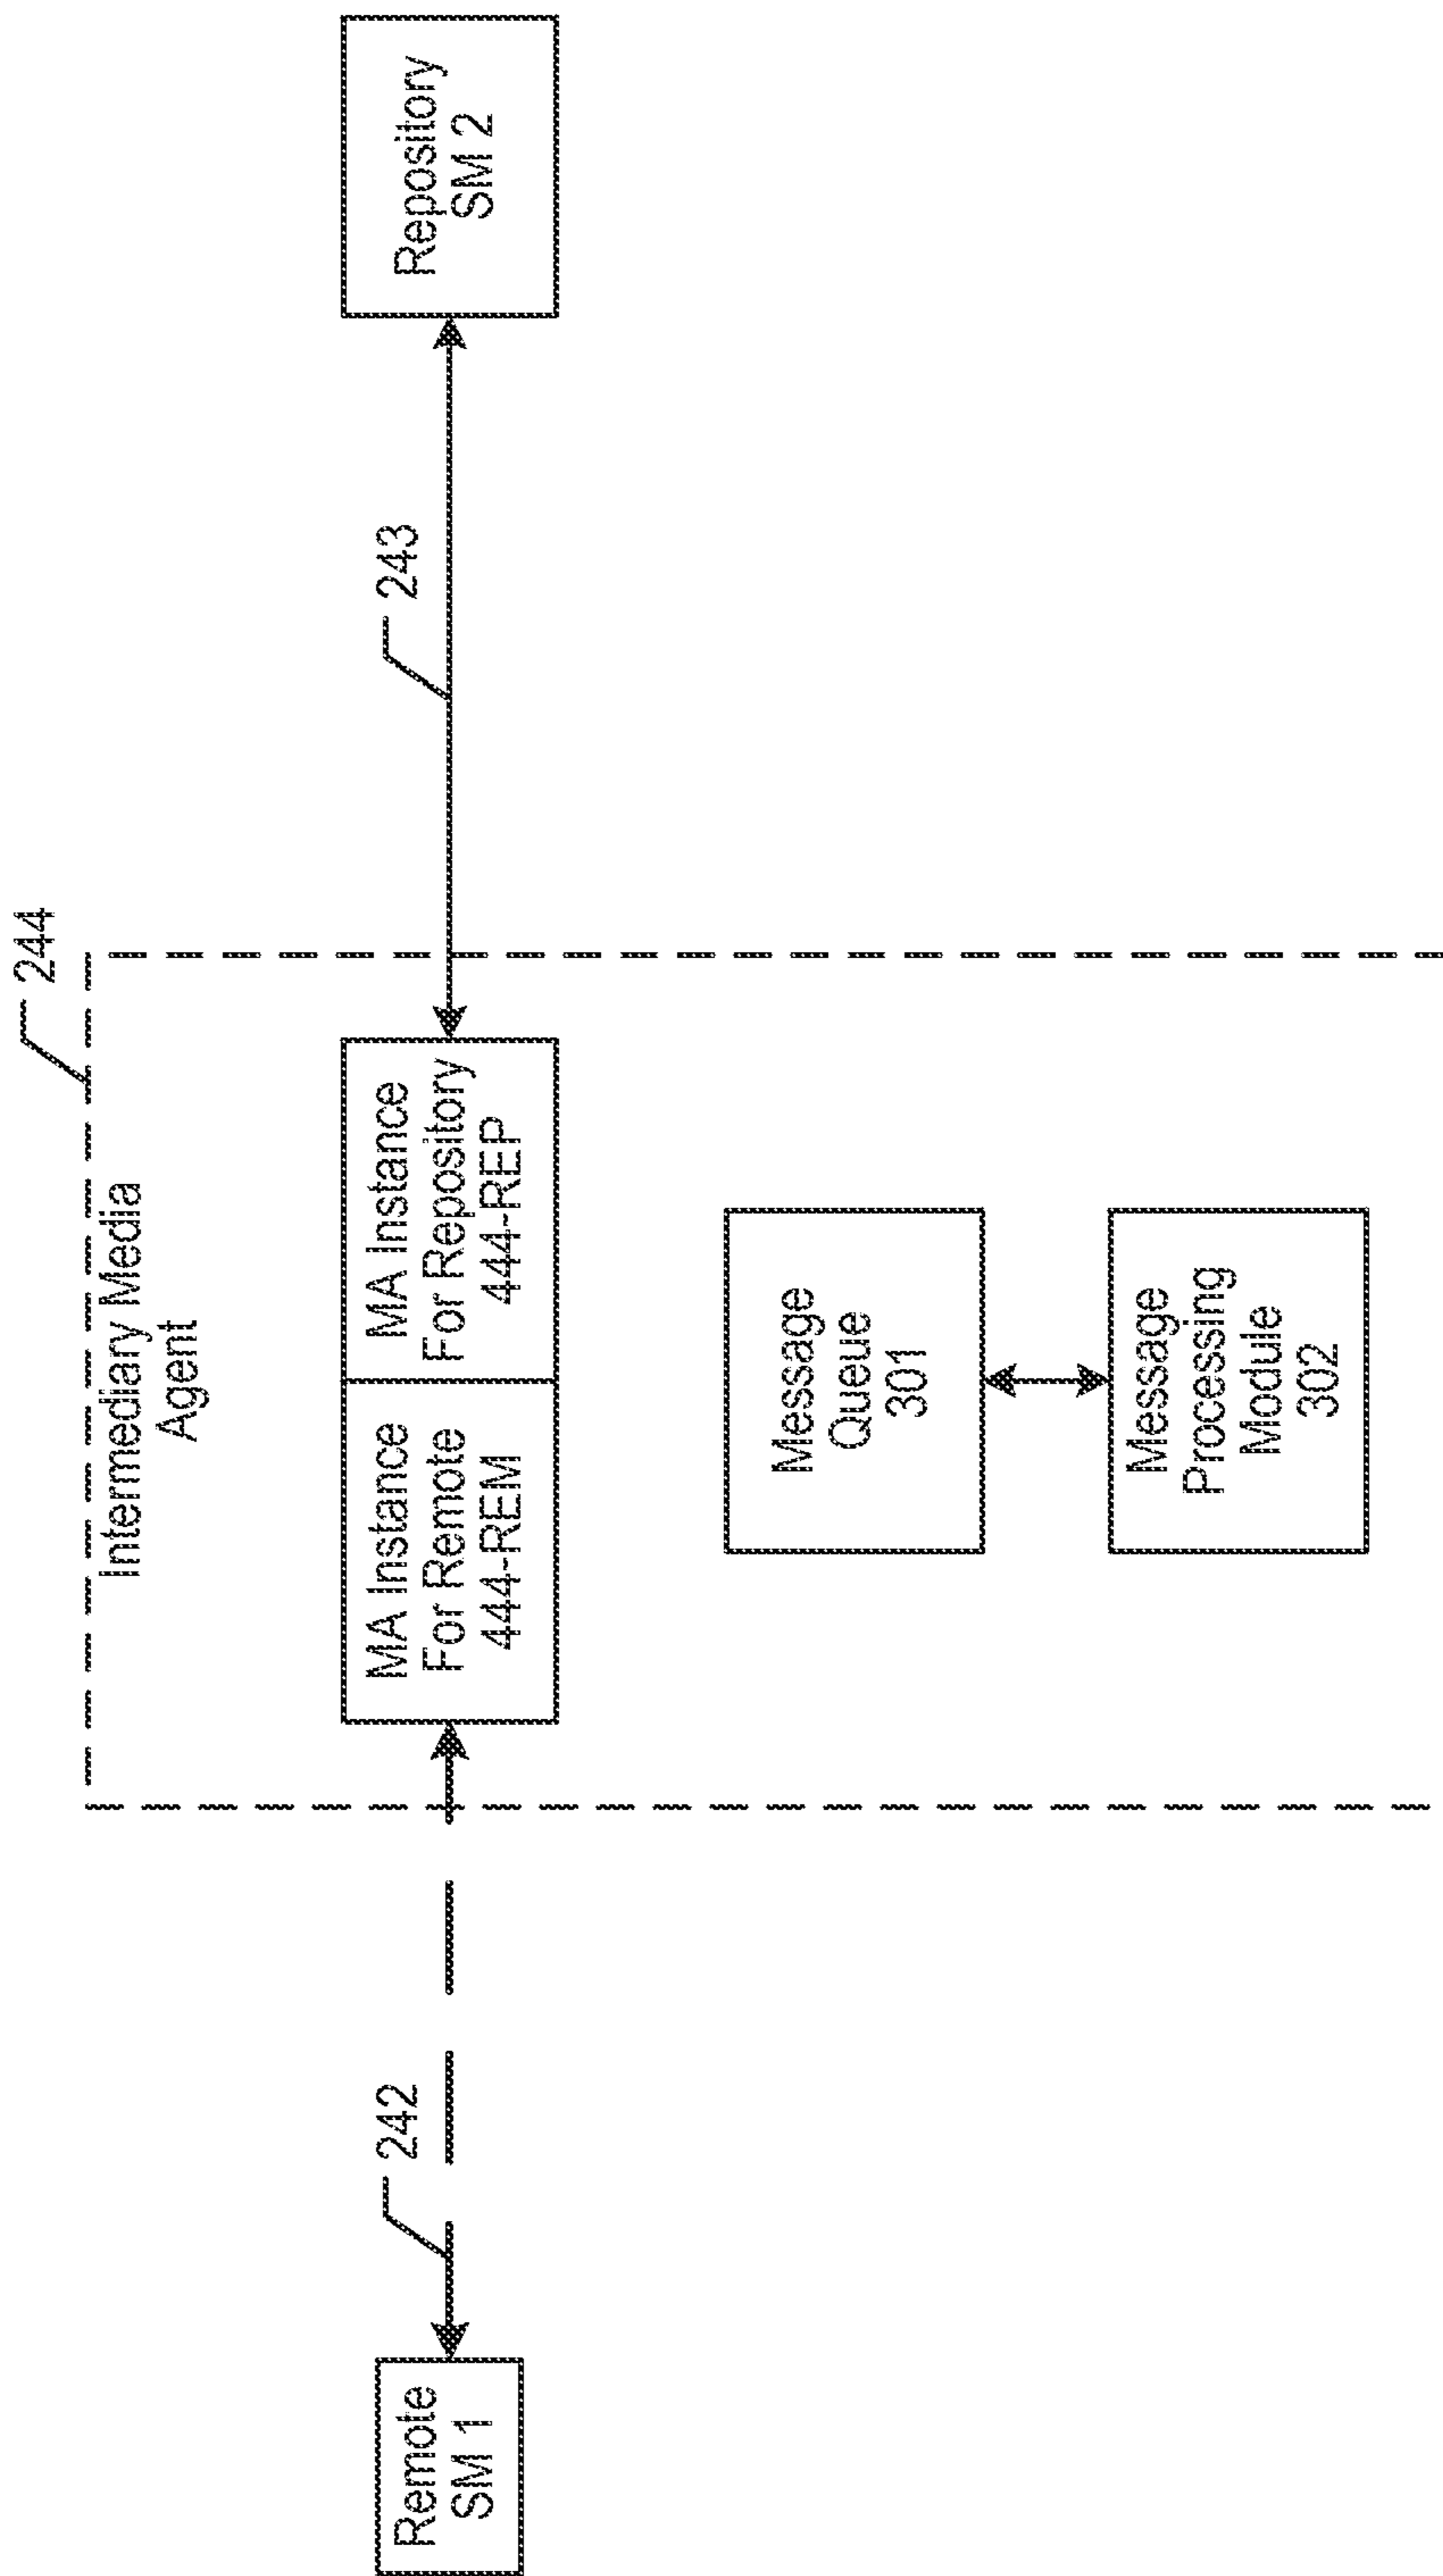 244
Intermediary Media
Agent
Remote
SM 1
242
MA Instance
For Remote
444-REM
MA Instance
For Repository
444-REP
243
Repository
SM 2
Message
Queue
301
Message
Processing
Module
302